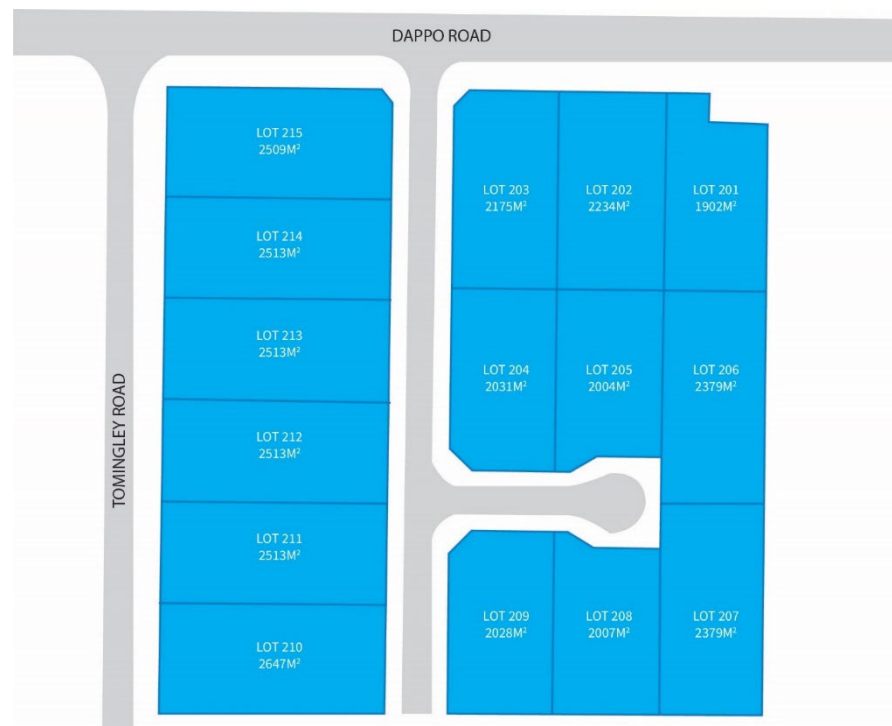 DAPPO ROAD
TOMINGLEY ROAD
LOT 215
2509M²
LOT 214
2513M²
LOT 213
2513M²
LOT 212
2513M²
LOT 211
2513M²
LOT 210
2647M²
LOT 203
2175M²
LOT 202
2234M²
LOT 201
1902M²
LOT 204
2031M²
LOT 205
2004M²
LOT 206
2379M²
LOT 209
2028M²
LOT 208
2007M²
LOT 207
2379M²